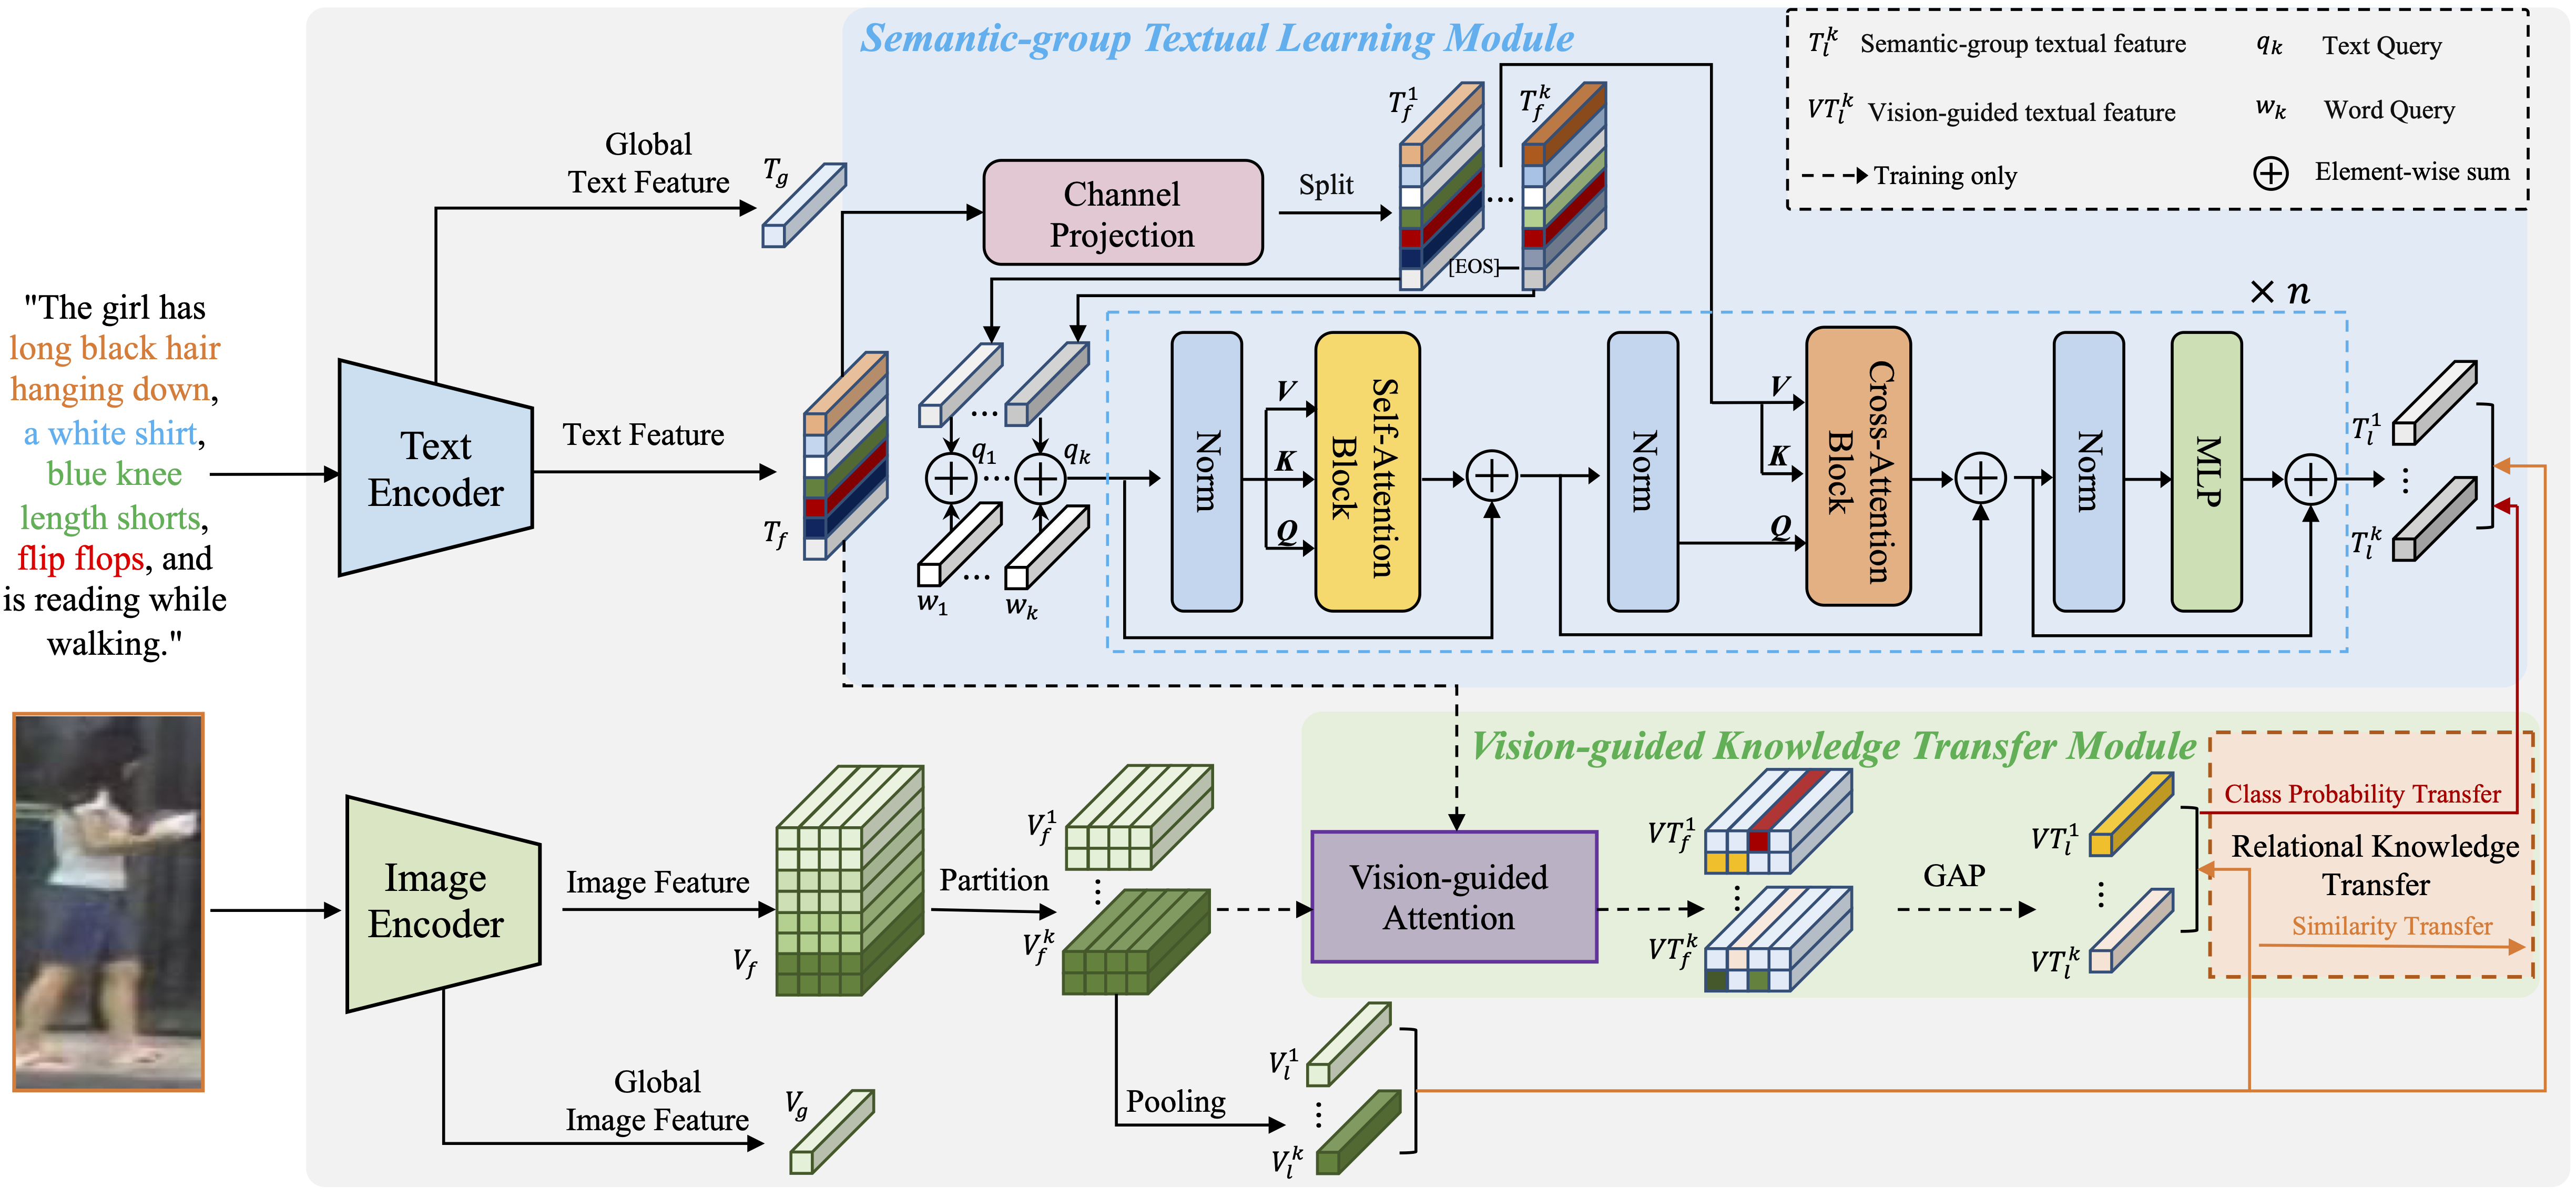 Semantic-group Textual Learning Module
T_l^k Semantic-group textual feature
q_k Text Query
VT_l^k Vision-guided textual feature
w_k Word Query
Training only
Element-wise sum
Global
Text Feature
T_g
Channel
Projection
Split
T_f^1
...
T_f^k
[EOS]
× n
"The girl has
long black hair
hanging down,
a white shirt,
blue knee
length shorts,
flip flops, and
is reading while
walking."
Text
Encoder
Text Feature
T_f
...
q_1
...
q_k
w_1
...
w_k
Norm
V
K
Q
Self-Attention
Block
Norm
V
K
Q
Cross-Attention
Block
Norm
MLP
T_l^1
⋮
T_l^k
Vision-guided Knowledge Transfer Module
Image
Encoder
Image Feature
V_f
Partition
V_f^1
⋮
V_f^k
Vision-guided
Attention
VT_f^1
⋮
VT_f^k
GAP
VT_l^1
⋮
VT_l^k
Class Probability Transfer
Relational Knowledge
Transfer
Similarity Transfer
Global
Image Feature
V_g
Pooling
V_l^1
⋮
V_l^k